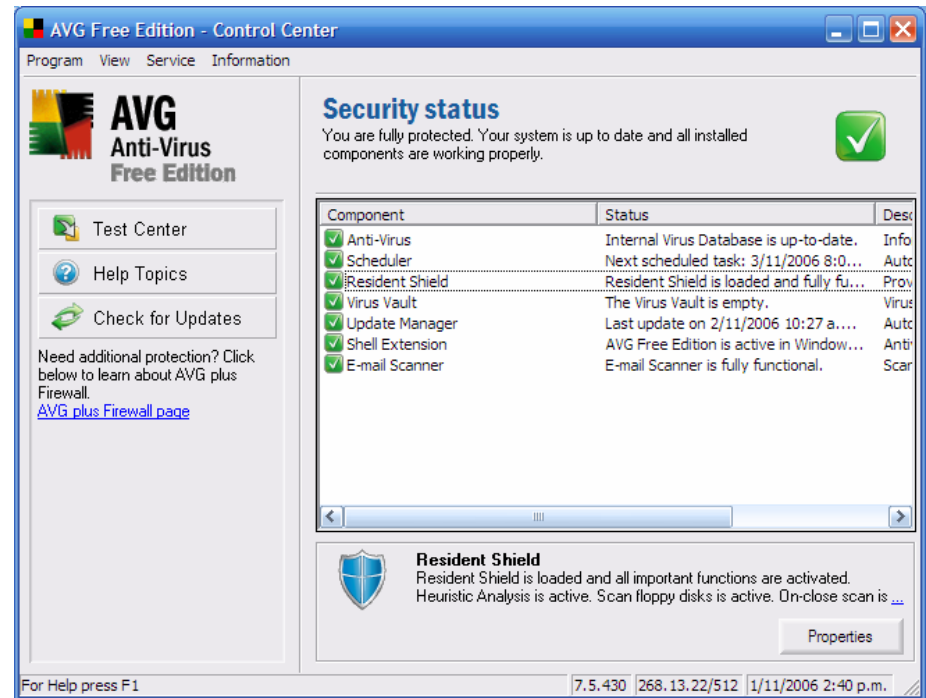 AVG Free Edition - Control Center
Program View Service Information
AVG
Anti-Virus
Free Edition
Test Center
Help Topics
Check for Updates
Need additional protection? Click
below to learn about AVG plus
Firewall.
AVG plus Firewall page
Security status
You are fully protected. Your system is up to date and all installed
components are working properly.
Component Status Desc
Anti-Virus Internal Virus Database is up-to-date. Info
Scheduler Next scheduled task: 3/11/2006 8:0... Auto
Resident Shield Resident Shield is loaded and fully fu... Prov
Virus Vault The Virus Vault is empty. Virus
Update Manager Last update on 2/11/2006 10:27 a.... Auto
Shell Extension AVG Free Edition is active in Window... Anti
E-mail Scanner E-mail Scanner is fully functional. Scar
Resident Shield
Resident Shield is loaded and all important functions are activated.
Heuristic Analysis is active. Scan floppy disks is active. On-close scan is ...
Properties
For Help press F1 7.5.430 268.13.22/512 1/11/2006 2:40 p.m.